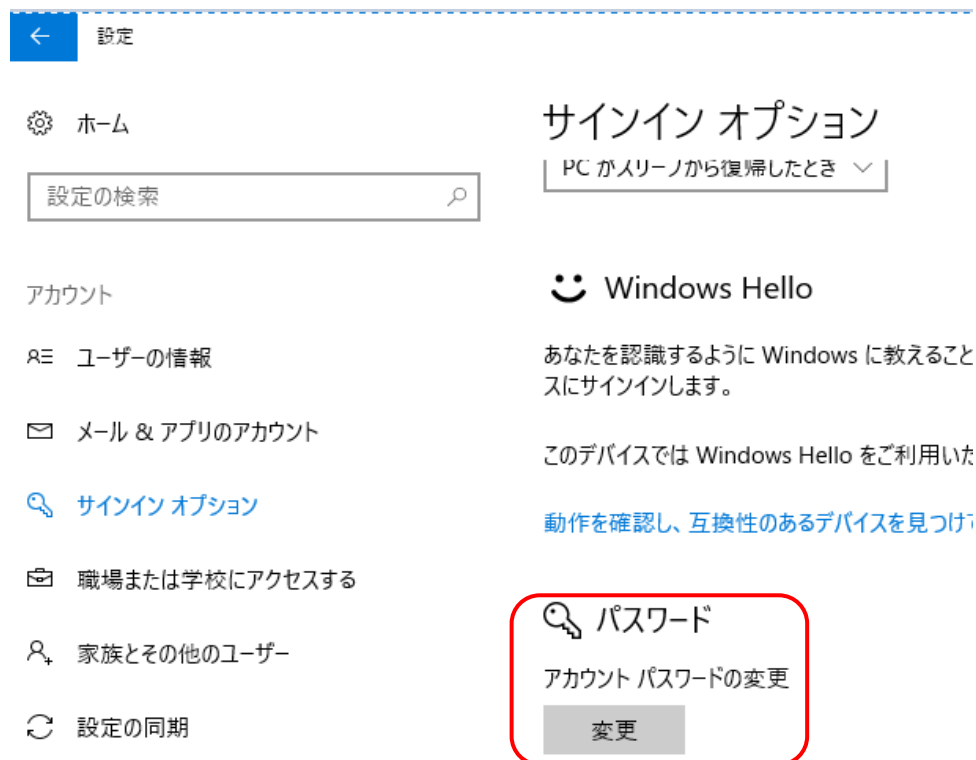 設定
ホーム
設定の検索
アカウント
ユーザーの情報
メール & アプリのアカウント
サインイン オプション
職場または学校にアクセスする
家族とその他のユーザー
設定の同期
サインイン オプション
PC がスリープから復帰したとき
Windows Hello
あなたを認識するように Windows に教えること
スにサインインします。
このデバイスでは Windows Hello をご利用いた
動作を確認し、互換性のあるデバイスを見つけて
パスワード
アカウント パスワードの変更
変更